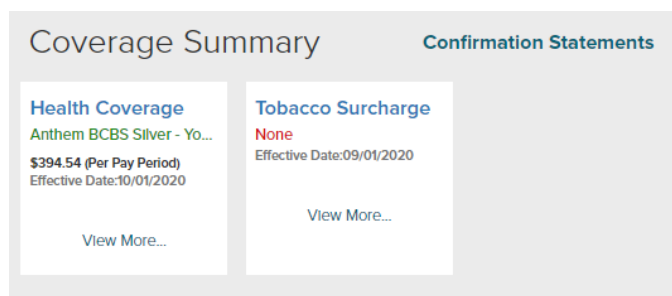 Coverage Summary
Confirmation Statements
Health Coverage
Anthem BCBS Silver - Yo...
$394.54 (Per Pay Period)
Effective Date:10/01/2020
View More...
Tobacco Surcharge
None
Effective Date:09/01/2020
View More...